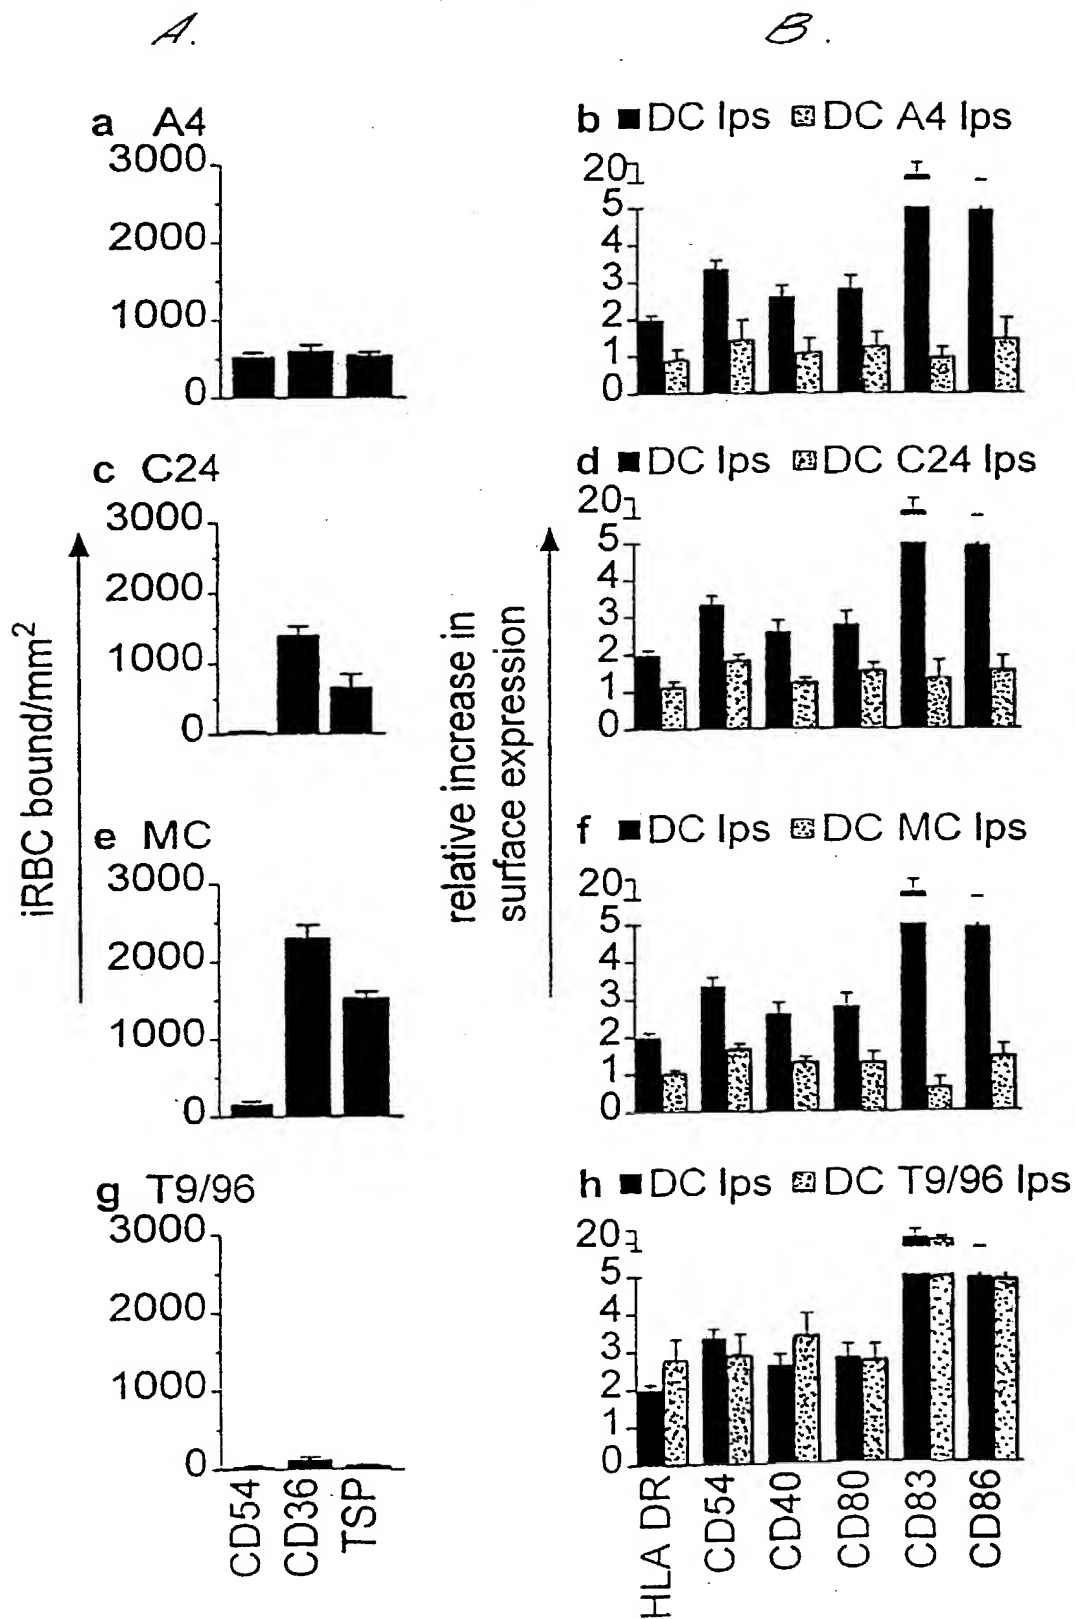 A.
B.
a A4
3000
2000
1000
0
b ■ DC lps ▩ DC A4 lps
20
5
4
3
2
1
0
c C24
3000
2000
1000
0
d ■ DC lps ▩ DC C24 lps
20
5
4
3
2
1
0
iRBC bound/mm²
relative increase in
surface expression
e MC
3000
2000
1000
0
f ■ DC lps ▩ DC MC lps
20
5
4
3
2
1
0
g T9/96
3000
2000
1000
0
CD54 CD36 TSP
h ■ DC lps ▩ DC T9/96 lps
20
5
4
3
2
1
0
HLA DR CD54 CD40 CD80 CD83 CD86